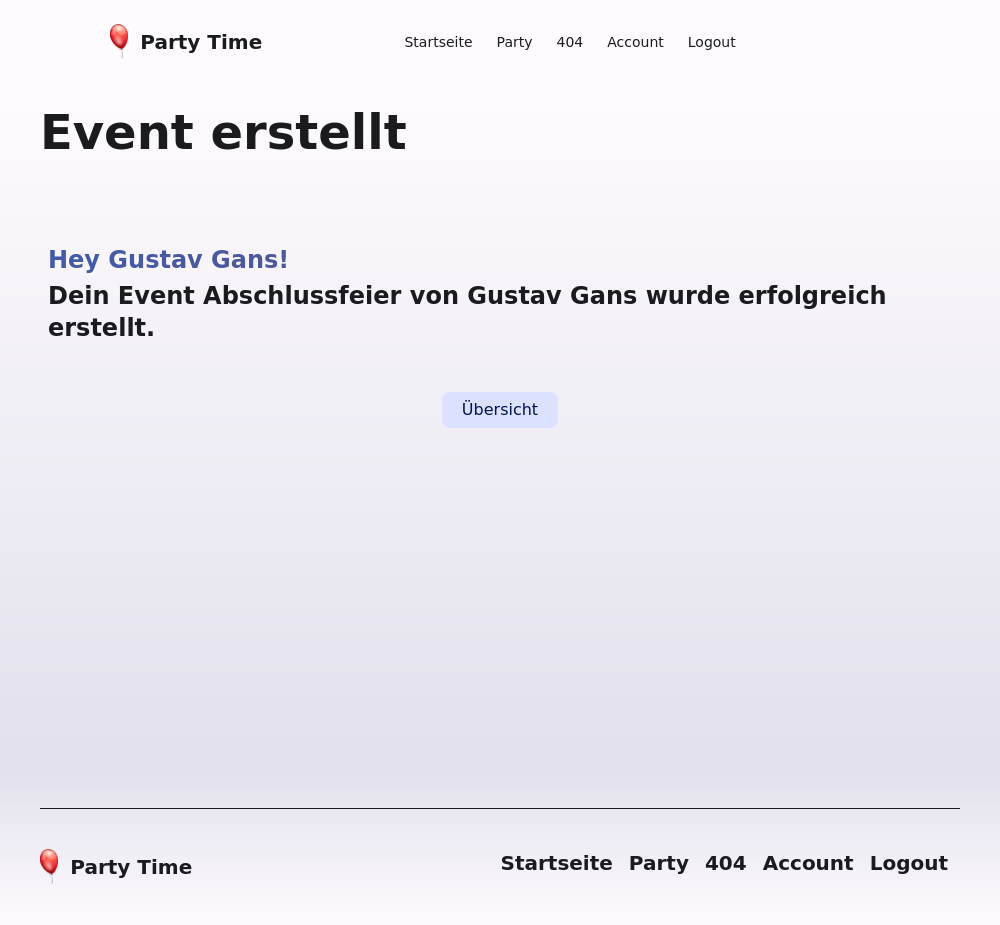 Party Time
Startseite Party 404 Account Logout
Event erstellt
Hey Gustav Gans!
Dein Event Abschlussfeier von Gustav Gans wurde erfolgreich
erstellt.
Übersicht
Party Time
Startseite Party 404 Account Logout